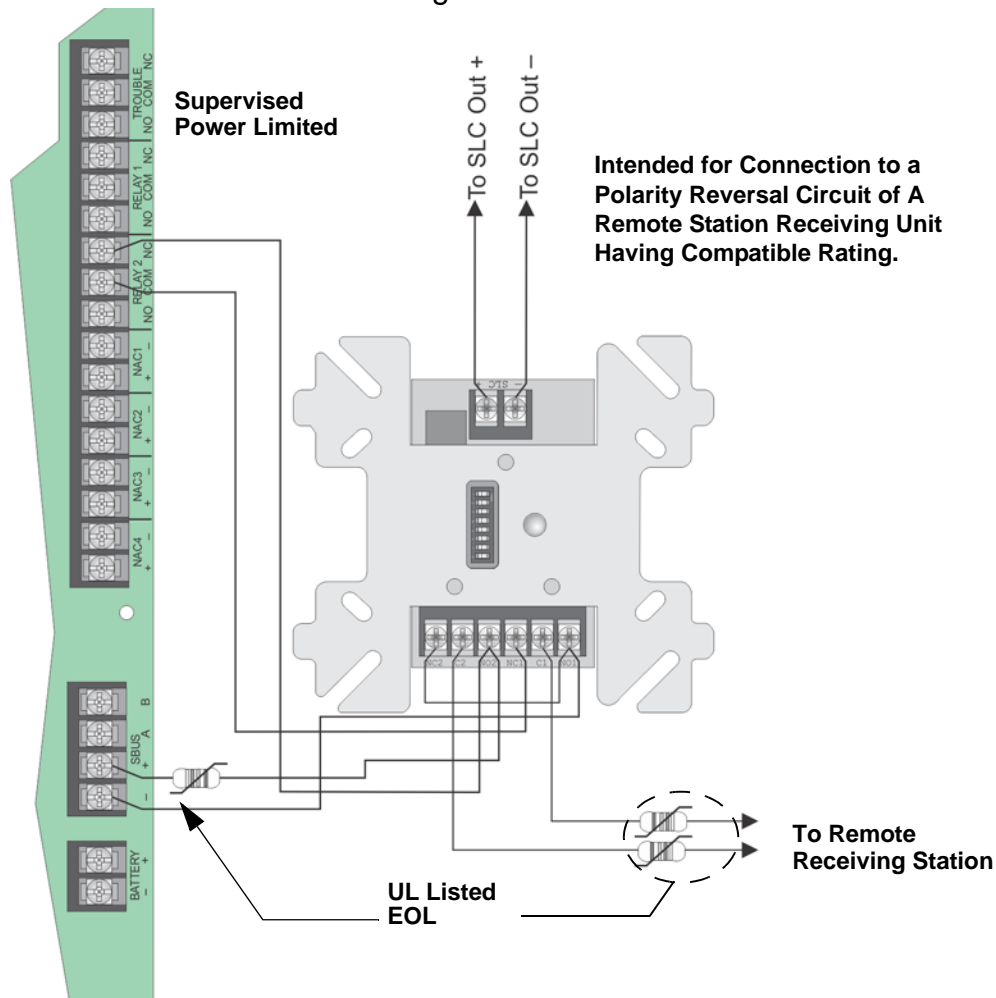 Supervised
Power Limited
To SLC Out +
To SLC Out –
Intended for Connection to a
Polarity Reversal Circuit of A
Remote Station Receiving Unit
Having Compatible Rating.
NO COM NC
TROUBLE
NO COM NC
RELAY 1
NO COM NC
RELAY 2
+ –
NAC1
+ –
NAC2
+ –
NAC3
+ –
NAC4
+ SLC –
NC2 C2 NO2 NC1 C1 NO1
– + A B
SBUS
– +
BATTERY
To Remote
Receiving Station
UL Listed
EOL